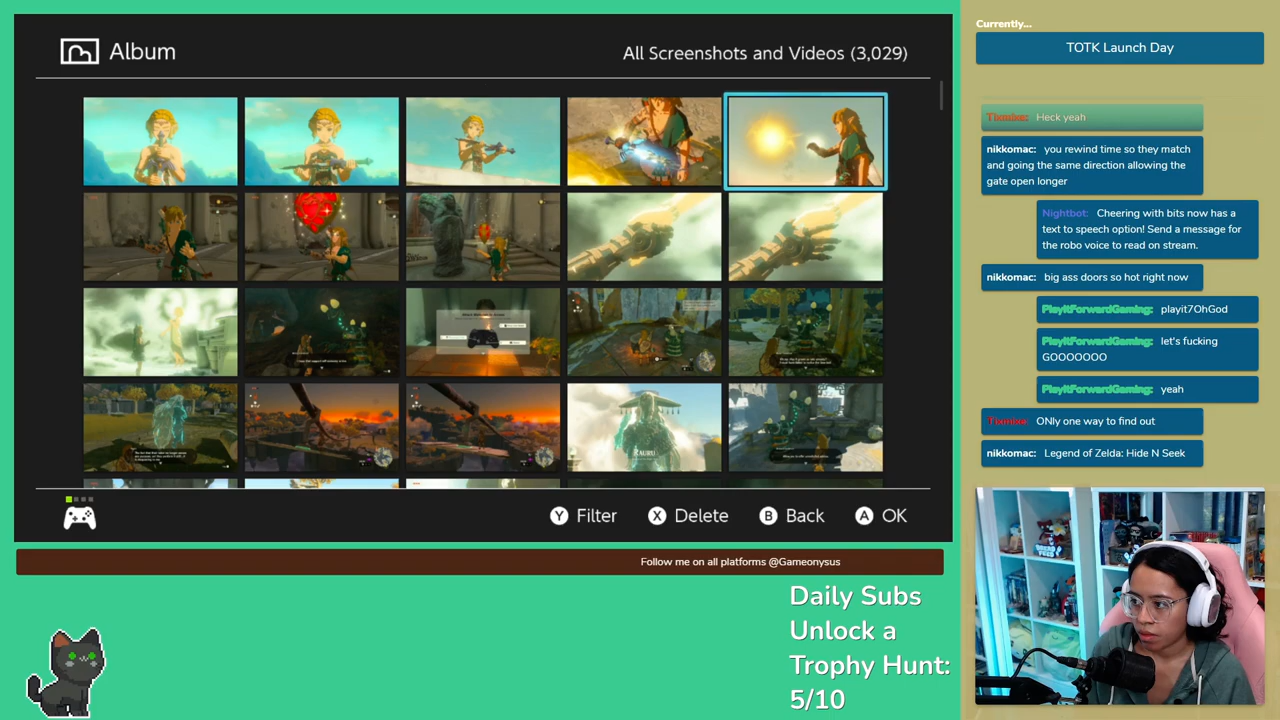 Album
All Screenshots and Videos (3,029)
RAURU
Y Filter
X Delete
B Back
A OK
Follow me on all platforms @Gameonysus
Daily Subs
Unlock a
Trophy Hunt:
5/10
Currently...
TOTK Launch Day
Heck yeah
nikkomac: you rewind time so they match
and going the same direction allowing the
gate open longer
Nightbot: Cheering with bits now has a
text to speech option! Send a message for
the robo voice to read on stream.
nikkomac: big ass doors so hot right now
PlayItForwardGaming: playit7OhGod
PlayItForwardGaming: let's fucking
GOOOOOOO
PlayItForwardGaming: yeah
ONly one way to find out
nikkomac: Legend of Zelda: Hide N Seek